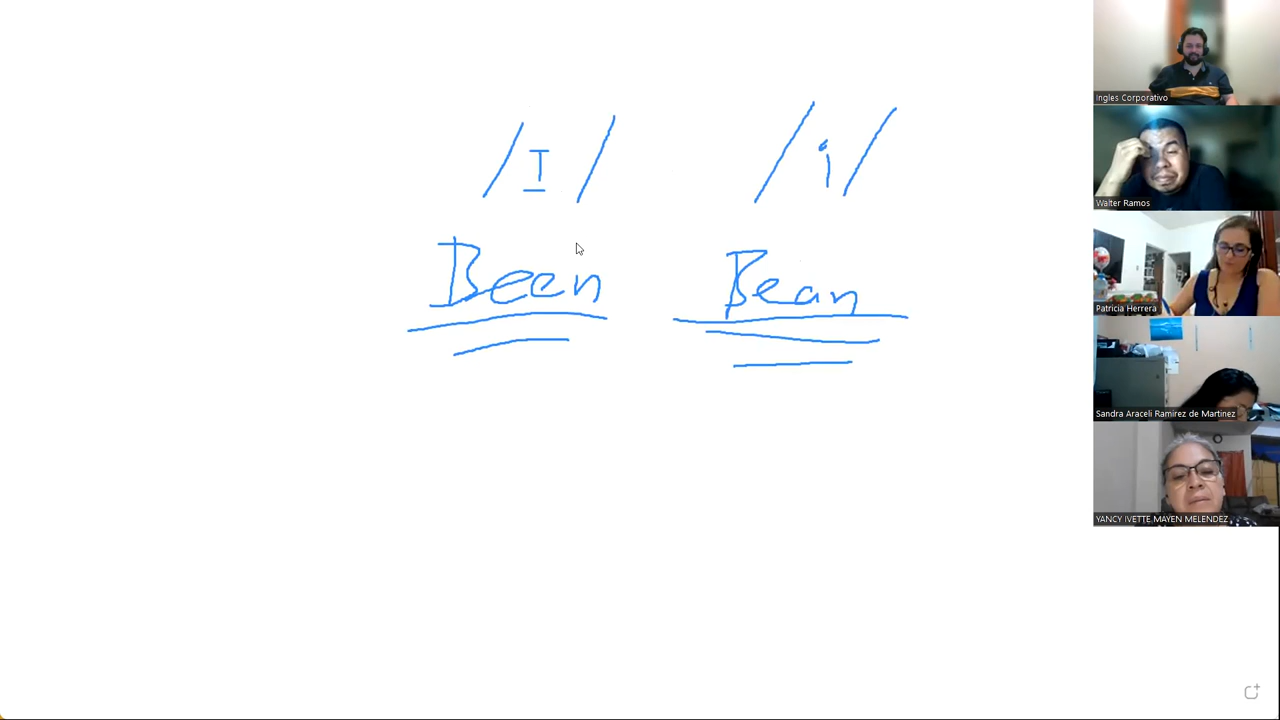 /I/ /i/
Been Bean
Ingles Corporativo
Walter Ramos
Patricia Herrera
Sandra Araceli Ramirez de Martinez
YANCY IVETTE MAYEN MELENDEZ